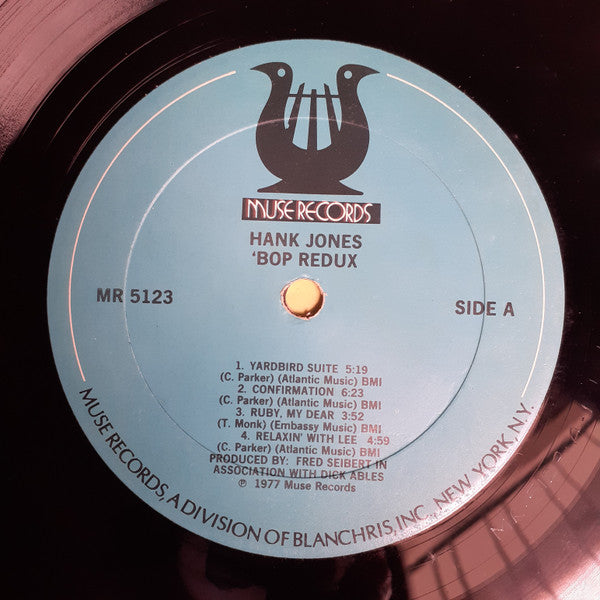 MUSE RECORDS
HANK JONES
'BOP REDUX
MR 5123
SIDE A
1. YARDBIRD SUITE 5:19
(C. Parker) (Atlantic Music) BMI
2. CONFIRMATION 6:23
(C. Parker) (Atlantic Music) BMI
3. RUBY, MY DEAR 3:52
(T. Monk) (Embassy Music) BMI
4. RELAXIN' WITH LEE 4:59
(C. Parker) (Atlantic Music) BMI
PRODUCED BY: FRED SEIBERT IN
ASSOCIATION WITH DICK ABLES
℗ 1977 Muse Records
MUSE RECORDS, A DIVISION OF BLANCHRIS, INC., NEW YORK, N.Y.